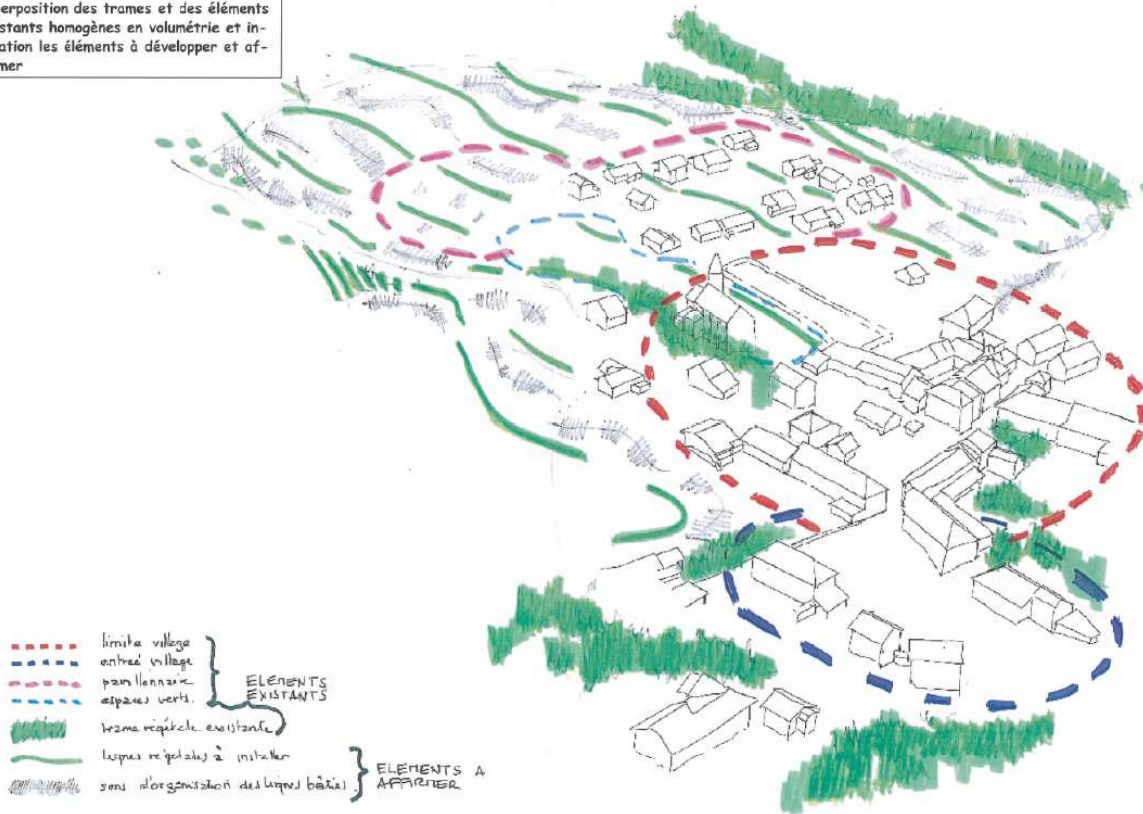 erposition des trames et des éléments
istants homogènes en volumétrie et in-
ation les éléments à développer et af-
mer
limite village
entreé village
pavillonnaire
espaces verts.
ELEMENTS
EXISTANTS
trame végétale existante
lignes végétales à installer
sens d'organisation des lignes bâties
ELEMENTS A
AFFIRMER